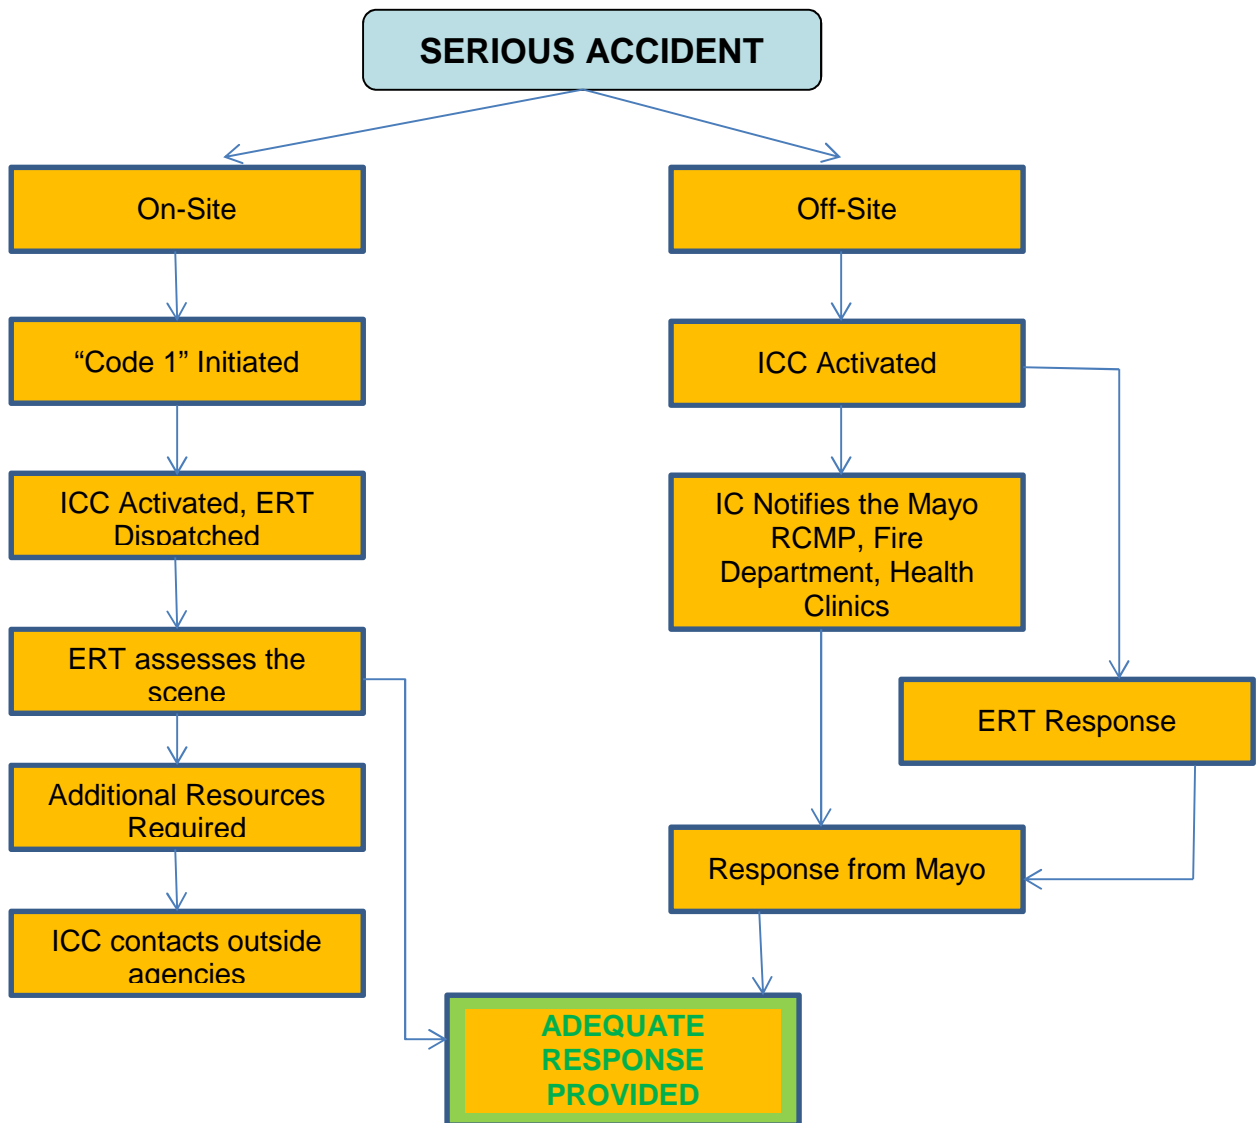 SERIOUS ACCIDENT
On-Site
Off-Site
“Code 1” Initiated
ICC Activated
ICC Activated, ERT
Dispatched
IC Notifies the Mayo
RCMP, Fire
Department, Health
Clinics
ERT assesses the
scene
ERT Response
Additional Resources
Required
Response from Mayo
ICC contacts outside
agencies
ADEQUATE
RESPONSE
PROVIDED